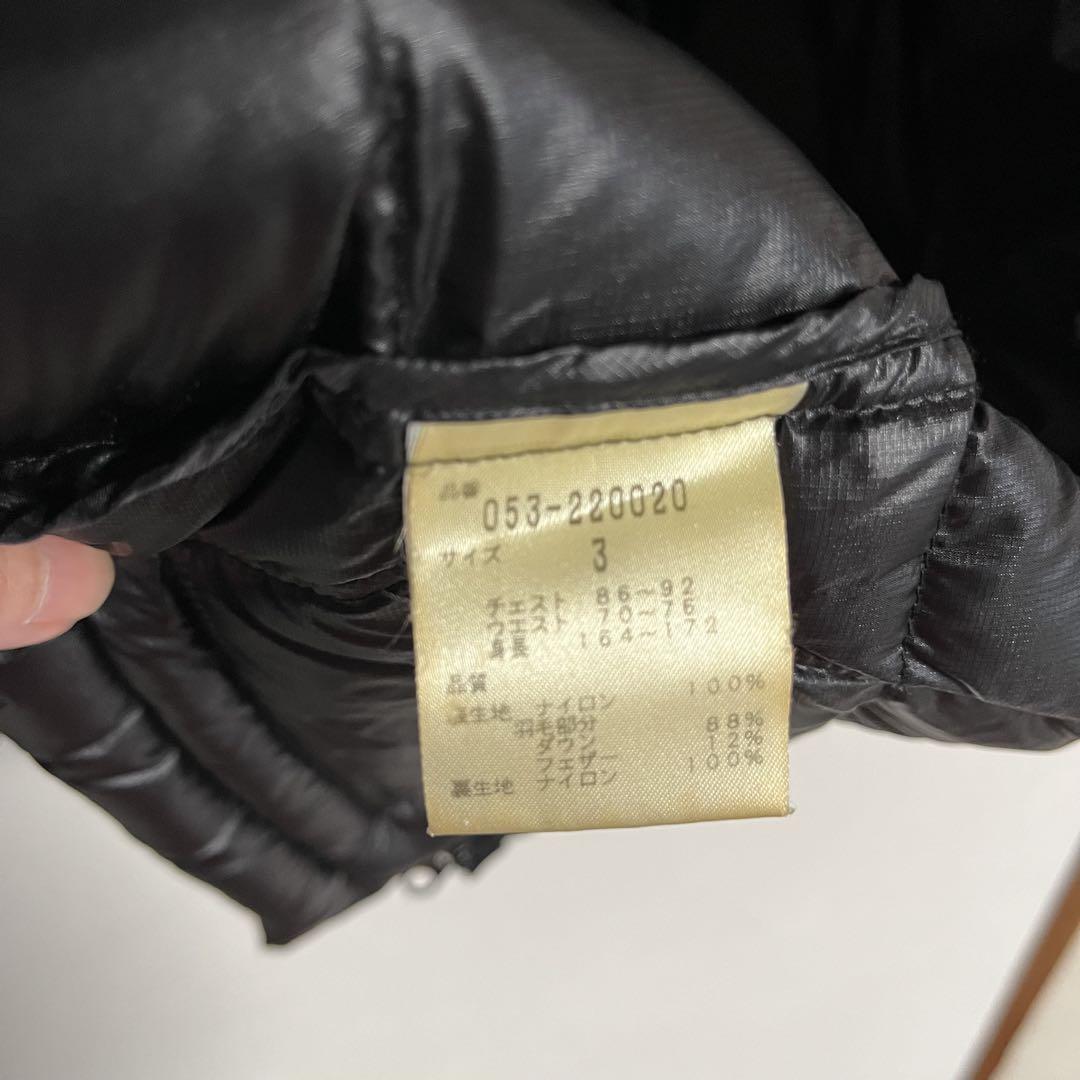 品番
053-220020
サイズ 3
チェスト 86〜92
ウエスト 70〜76
身長 164〜172
品質
表生地 ナイロン 100%
羽毛部分
ダウン 88%
フェザー 12%
裏生地 ナイロン 100%